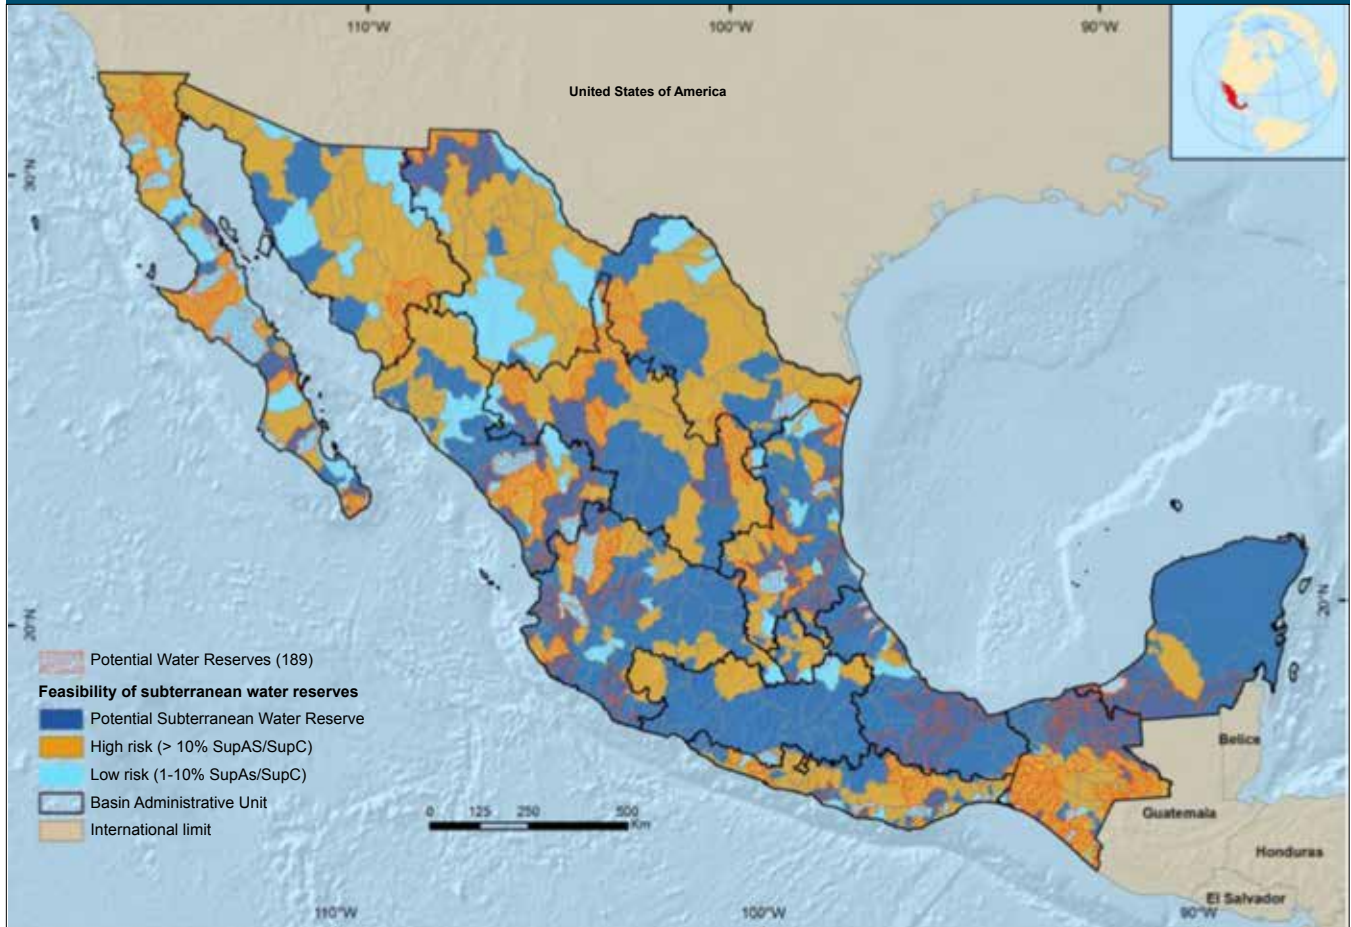 110°W
100°W
90°W
United States of America
30°N
20°N
20°N
Potential Water Reserves (189)
Feasibility of subterranean water reserves
Potential Subterranean Water Reserve
High risk (> 10% SupAS/SupC)
Low risk (1-10% SupAs/SupC)
Basin Administrative Unit
International limit
0 125 250 500
Km
Belice
Guatemala
Honduras
El Salvador
110°W
100°W
90°W